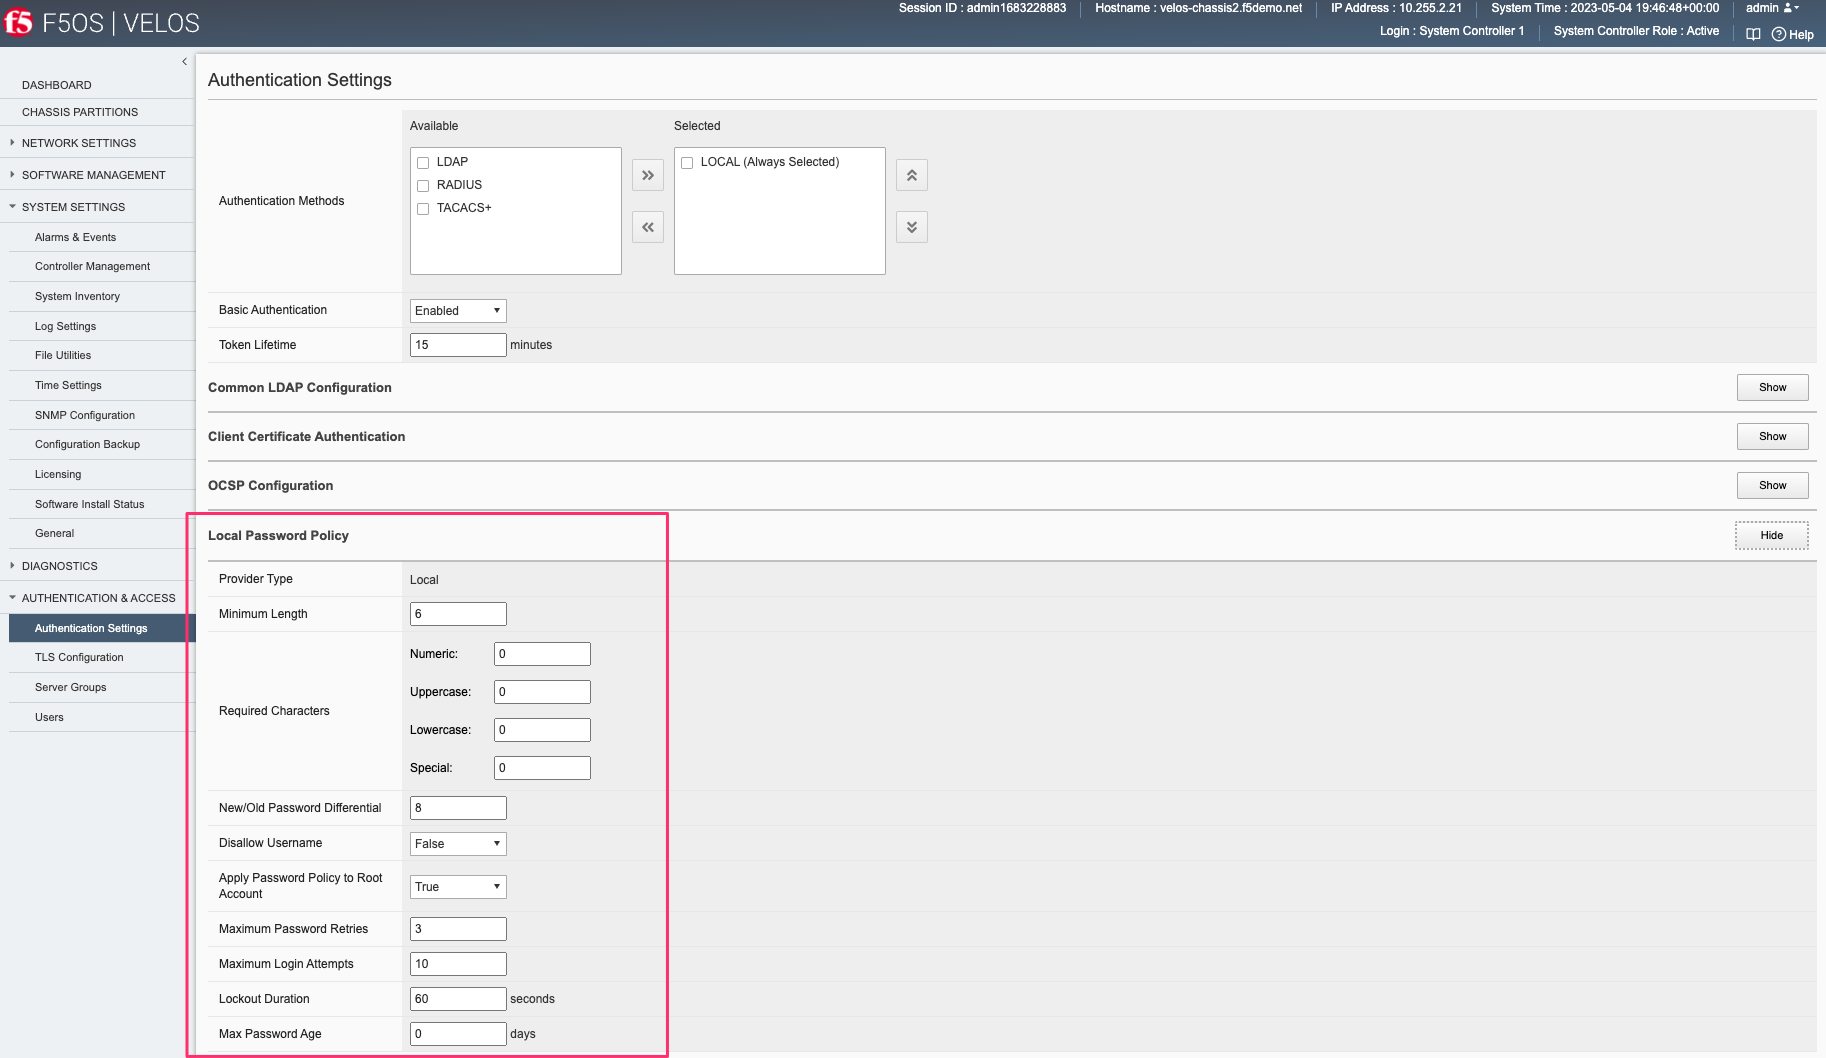 Session ID : admin1683228883 Hostname : velos-chassis2.f5demo.net IP Address : 10.255.2.21 System Time : 2023-05-04 19:46:48+00:00 admin
f5 F5OS | VELOS
Login : System Controller 1 System Controller Role : Active Help
DASHBOARD
CHASSIS PARTITIONS
NETWORK SETTINGS
SOFTWARE MANAGEMENT
SYSTEM SETTINGS
Alarms & Events
Controller Management
System Inventory
Log Settings
File Utilities
Time Settings
SNMP Configuration
Configuration Backup
Licensing
Software Install Status
General
DIAGNOSTICS
AUTHENTICATION & ACCESS
Authentication Settings
TLS Configuration
Server Groups
Users
Authentication Settings
Available Selected
LDAP LOCAL (Always Selected)
RADIUS
Authentication Methods
TACACS+
Basic Authentication Enabled
Token Lifetime 15 minutes
Common LDAP Configuration Show
Client Certificate Authentication Show
OCSP Configuration Show
Local Password Policy Hide
Provider Type Local
Minimum Length 6
Required Characters
Numeric: 0
Uppercase: 0
Lowercase: 0
Special: 0
New/Old Password Differential 8
Disallow Username False
Apply Password Policy to Root
Account True
Maximum Password Retries 3
Maximum Login Attempts 10
Lockout Duration 60 seconds
Max Password Age 0 days